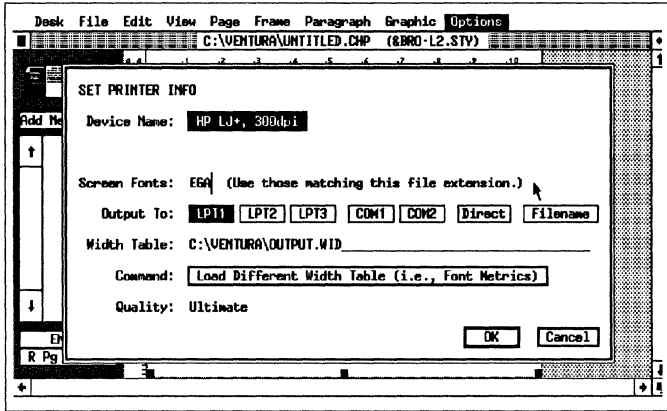 Desk File Edit View Page Frame Paragraph Graphic Options
C:\VENTURA\UNTITLED.CHP (&BRO-L2.STY)
SET PRINTER INFO
Add
Device Name: HP LJ+, 300dpi
Screen Fonts: EGA (Use those matching this file extension.)
Output To: LPT1 LPT2 LPT3 COM1 COM2 Direct Filename
Width Table: C:\VENTURA\OUTPUT.WID
Command: Load Different Width Table (i.e., Font Metrics)
Quality: Ultimate
OK Cancel
R Pg